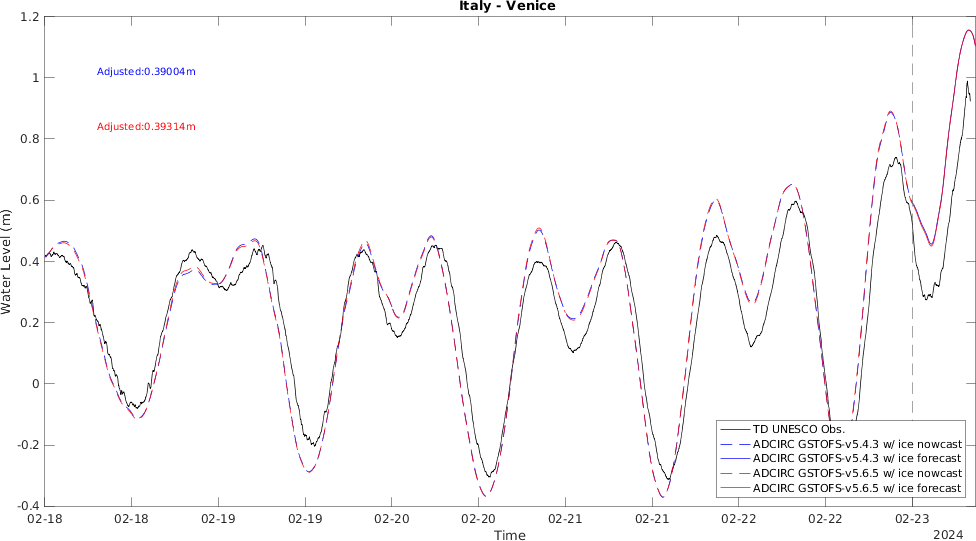 Italy - Venice
1.2
1
0.8
0.6
0.4
0.2
0
-0.2
-0.4
Water Level (m)
Adjusted:0.39004m
Adjusted:0.39314m
TD UNESCO Obs.
ADCIRC GSTOFS-v5.4.3 w/ ice nowcast
ADCIRC GSTOFS-v5.4.3 w/ ice forecast
ADCIRC GSTOFS-v5.6.5 w/ ice nowcast
ADCIRC GSTOFS-v5.6.5 w/ ice forecast
02-18 02-18 02-19 02-19 02-20 02-20 02-21 02-21 02-22 02-22 02-23
Time
2024